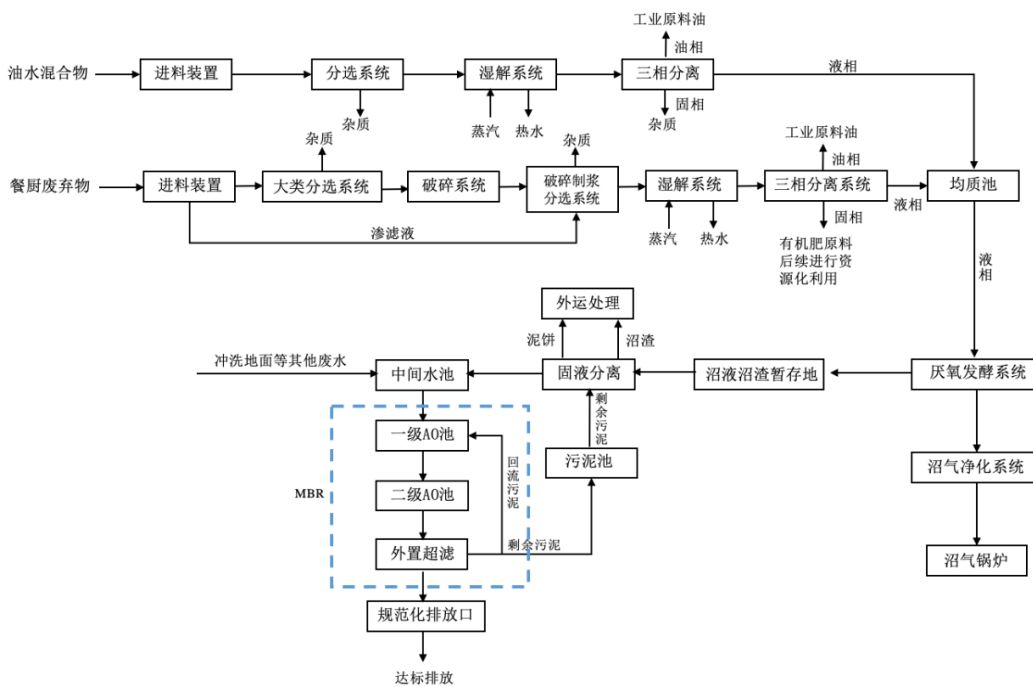 工业原料油
油相
油水混合物
进料装置
分选系统
湿解系统
三相分离
液相
杂质
蒸汽
热水
固相
杂质
杂质
杂质
工业原料油
油相
餐厨废弃物
进料装置
大类分选系统
破碎系统
破碎制浆
分选系统
湿解系统
三相分离系统
液相
均质池
渗滤液
蒸汽
热水
固相
有机肥原料
后续进行资
源化利用
液相
外运处理
泥饼
沼渣
冲洗地面等其他废水
中间水池
固液分离
沼液沼渣暂存地
厌氧发酵系统
剩余污泥
一级AO池
回流污泥
污泥池
沼气净化系统
MBR
二级AO池
外置超滤
剩余污泥
沼气锅炉
规范化排放口
达标排放